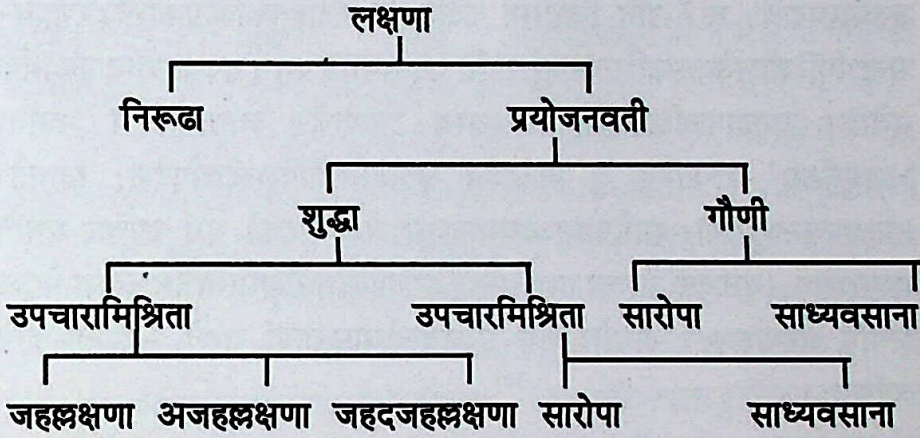 लक्षणा
निरूढा प्रयोजनवती
शुद्धा गौणी
उपचारामिश्रिता उपचारमिश्रिता सारोपा साध्यवसाना
जहल्लक्षणा अजहल्लक्षणा जहदजहल्लक्षणा सारोपा साध्यवसाना